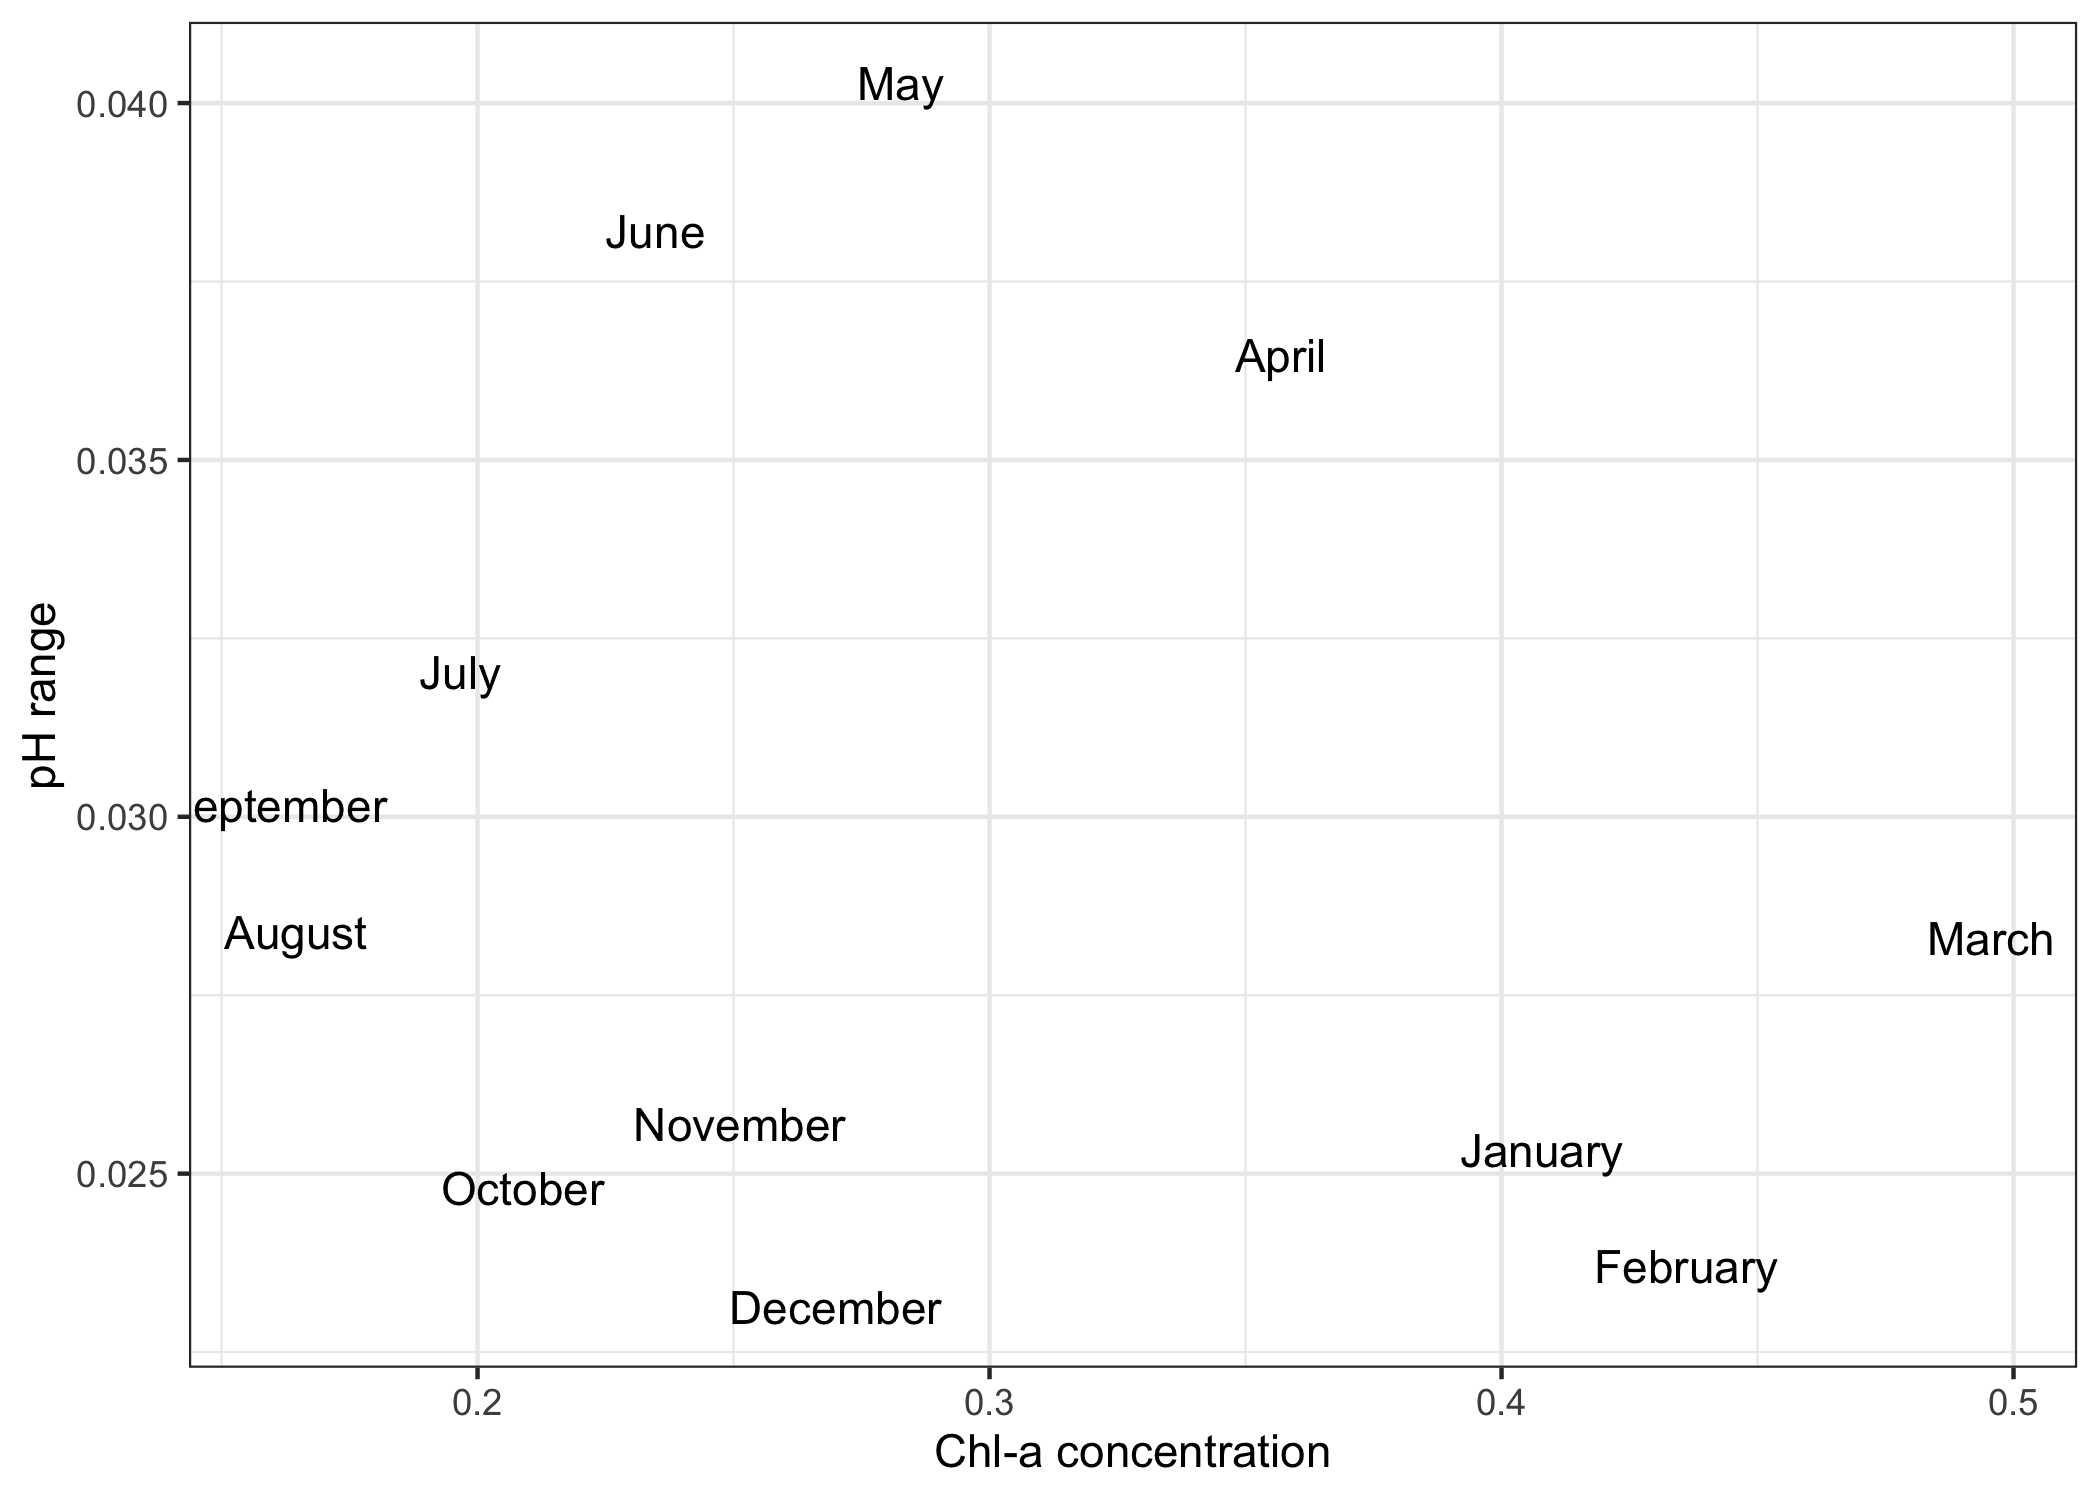 May
0.040
June
April
0.035
July
pH range
eptember
0.030
August
March
November
January
0.025
October
February
December
0.2
0.3
0.4
0.5
Chl-a concentration